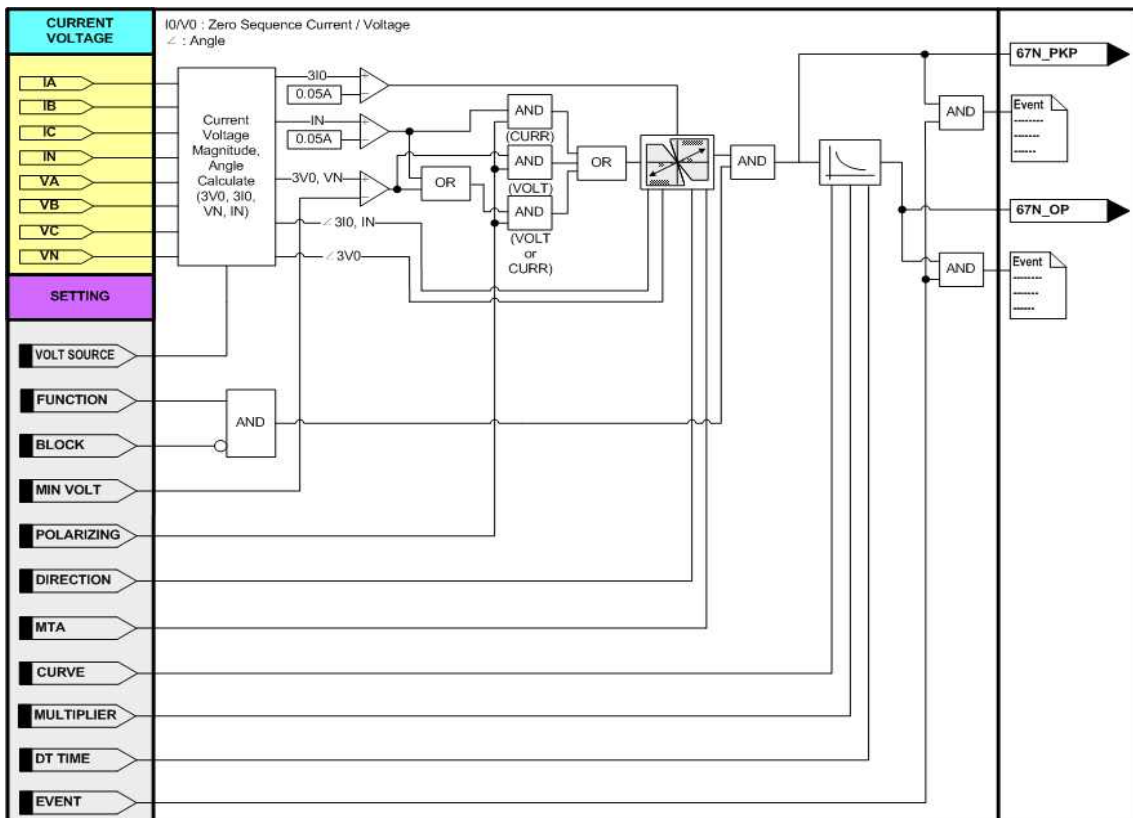 CURRENT
VOLTAGE
I0/V0 : Zero Sequence Current / Voltage
∠ : Angle
IA
IB
IC
IN
VA
VB
VC
VN
Current
Voltage
Magnitude,
Angle
Calculate
(3V0, 3I0,
VN, IN)
3I0
0.05A
IN
0.05A
3V0, VN
∠3I0, IN
∠3V0
OR
AND
(CURR)
AND
(VOLT)
AND
(VOLT
or
CURR)
OR
AND
67N_PKP
AND
Event
67N_OP
AND
Event
SETTING
VOLT SOURCE
FUNCTION
AND
BLOCK
MIN VOLT
POLARIZING
DIRECTION
MTA
CURVE
MULTIPLIER
DT TIME
EVENT